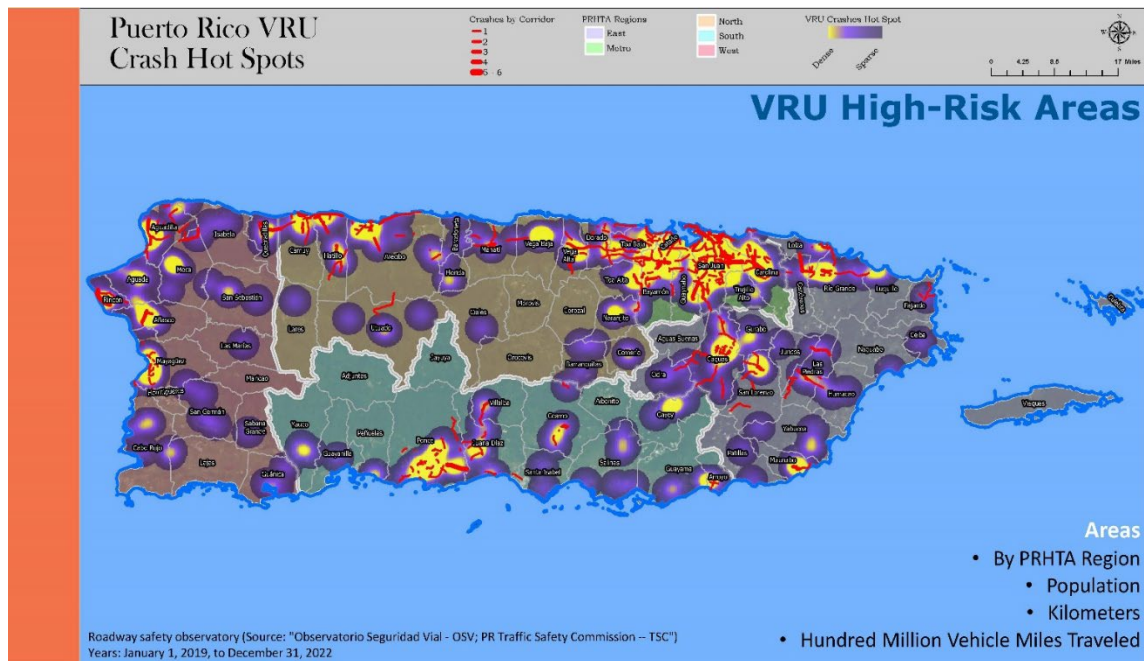 Puerto Rico VRU
Crash Hot Spots
Crashes by Corridor
1
2
3
4
5 - 6
PRHTA Regions
East
Metro
North
South
West
VRU Crashes Hot Spot
Dense
Sparse
N
W
E
S
0 4.25 8.5 17 Miles
VRU High-Risk Areas
Aguadilla
Isabela
Quebradillas
Camuy
Hatillo
Arecibo
Barceloneta
Manatí
Vega Baja
Vega Alta
Dorado
Toa Baja
Cataño
San Juan
Carolina
Loíza
Canóvanas
Río Grande
Luquillo
Fajardo
Ceiba
Culebra
Vieques
Aguada
Moca
San Sebastián
Rincón
Añasco
Las Marías
Mayagüez
Maricao
Hormigueros
San Germán
Sabana Grande
Cabo Rojo
Lajas
Guánica
Lares
Utuado
Florida
Ciales
Morovis
Corozal
Orocovis
Naranjito
Toa Alta
Bayamón
Guaynabo
Trujillo Alto
Comerío
Barranquitas
Aguas Buenas
Gurabo
Caguas
Cidra
Juncos
Las Piedras
Naguabo
Humacao
San Lorenzo
Yabucoa
Patillas
Maunabo
Adjuntas
Jayuya
Villalba
Aibonito
Coamo
Cayey
Yauco
Peñuelas
Guayanilla
Ponce
Juana Díaz
Santa Isabel
Salinas
Guayama
Arroyo
Areas
• By PRHTA Region
• Population
• Kilometers
• Hundred Million Vehicle Miles Traveled
Roadway safety observatory (Source: "Observatorio Seguridad Vial - OSV; PR Traffic Safety Commission -- TSC")
Years: January 1, 2019, to December 31, 2022